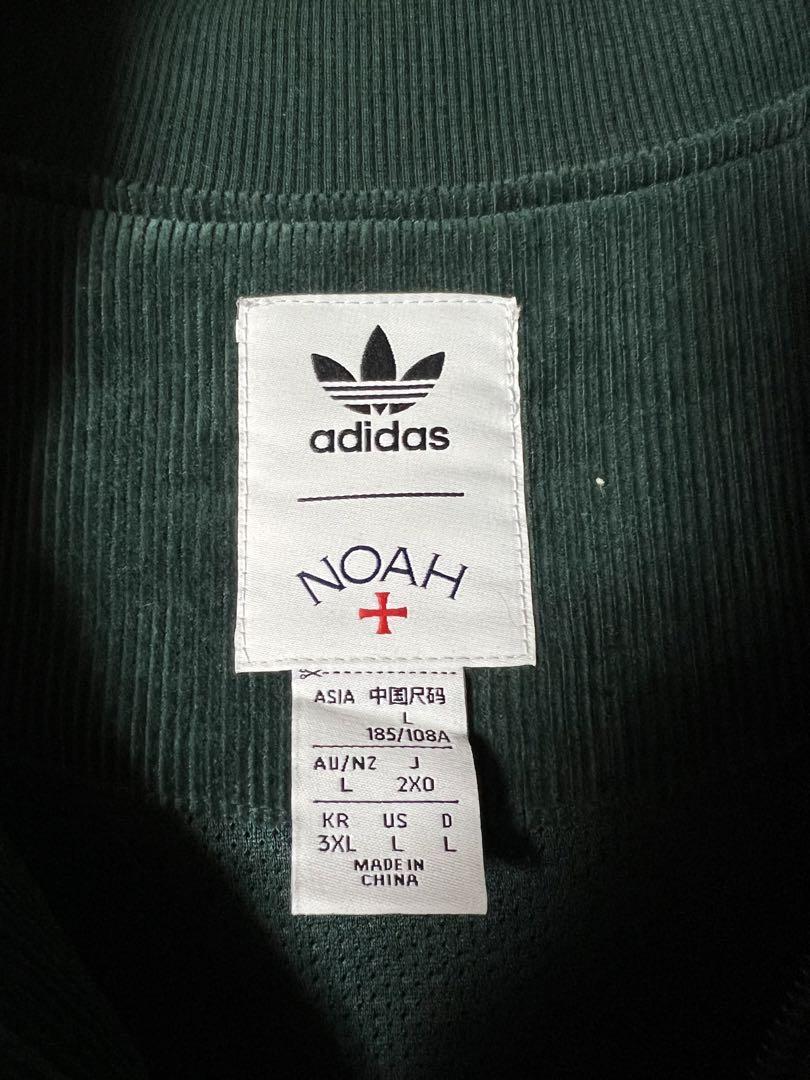 adidas
NOAH
ASIA 中国尺码
L
185/108A
AU/NZ J
L 2XO
KR US D
3XL L L
MADE IN
CHINA